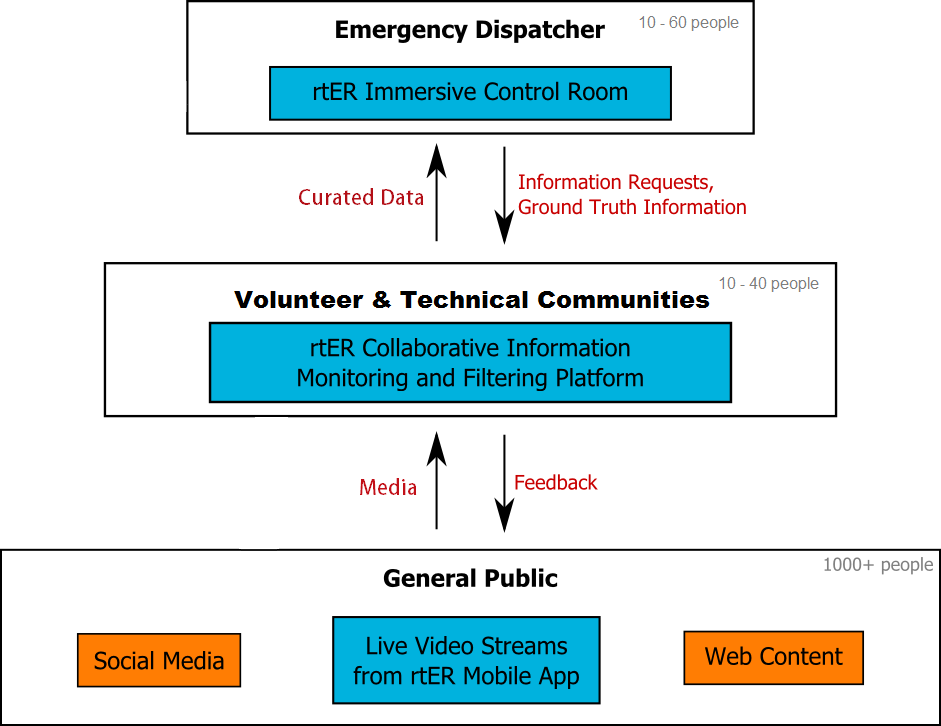 Emergency Dispatcher
10 - 60 people
rtER Immersive Control Room
Curated Data
Information Requests,
Ground Truth Information
10 - 40 people
Volunteer & Technical Communities
rtER Collaborative Information
Monitoring and Filtering Platform
Media
Feedback
1000+ people
General Public
Social Media
Live Video Streams
from rtER Mobile App
Web Content